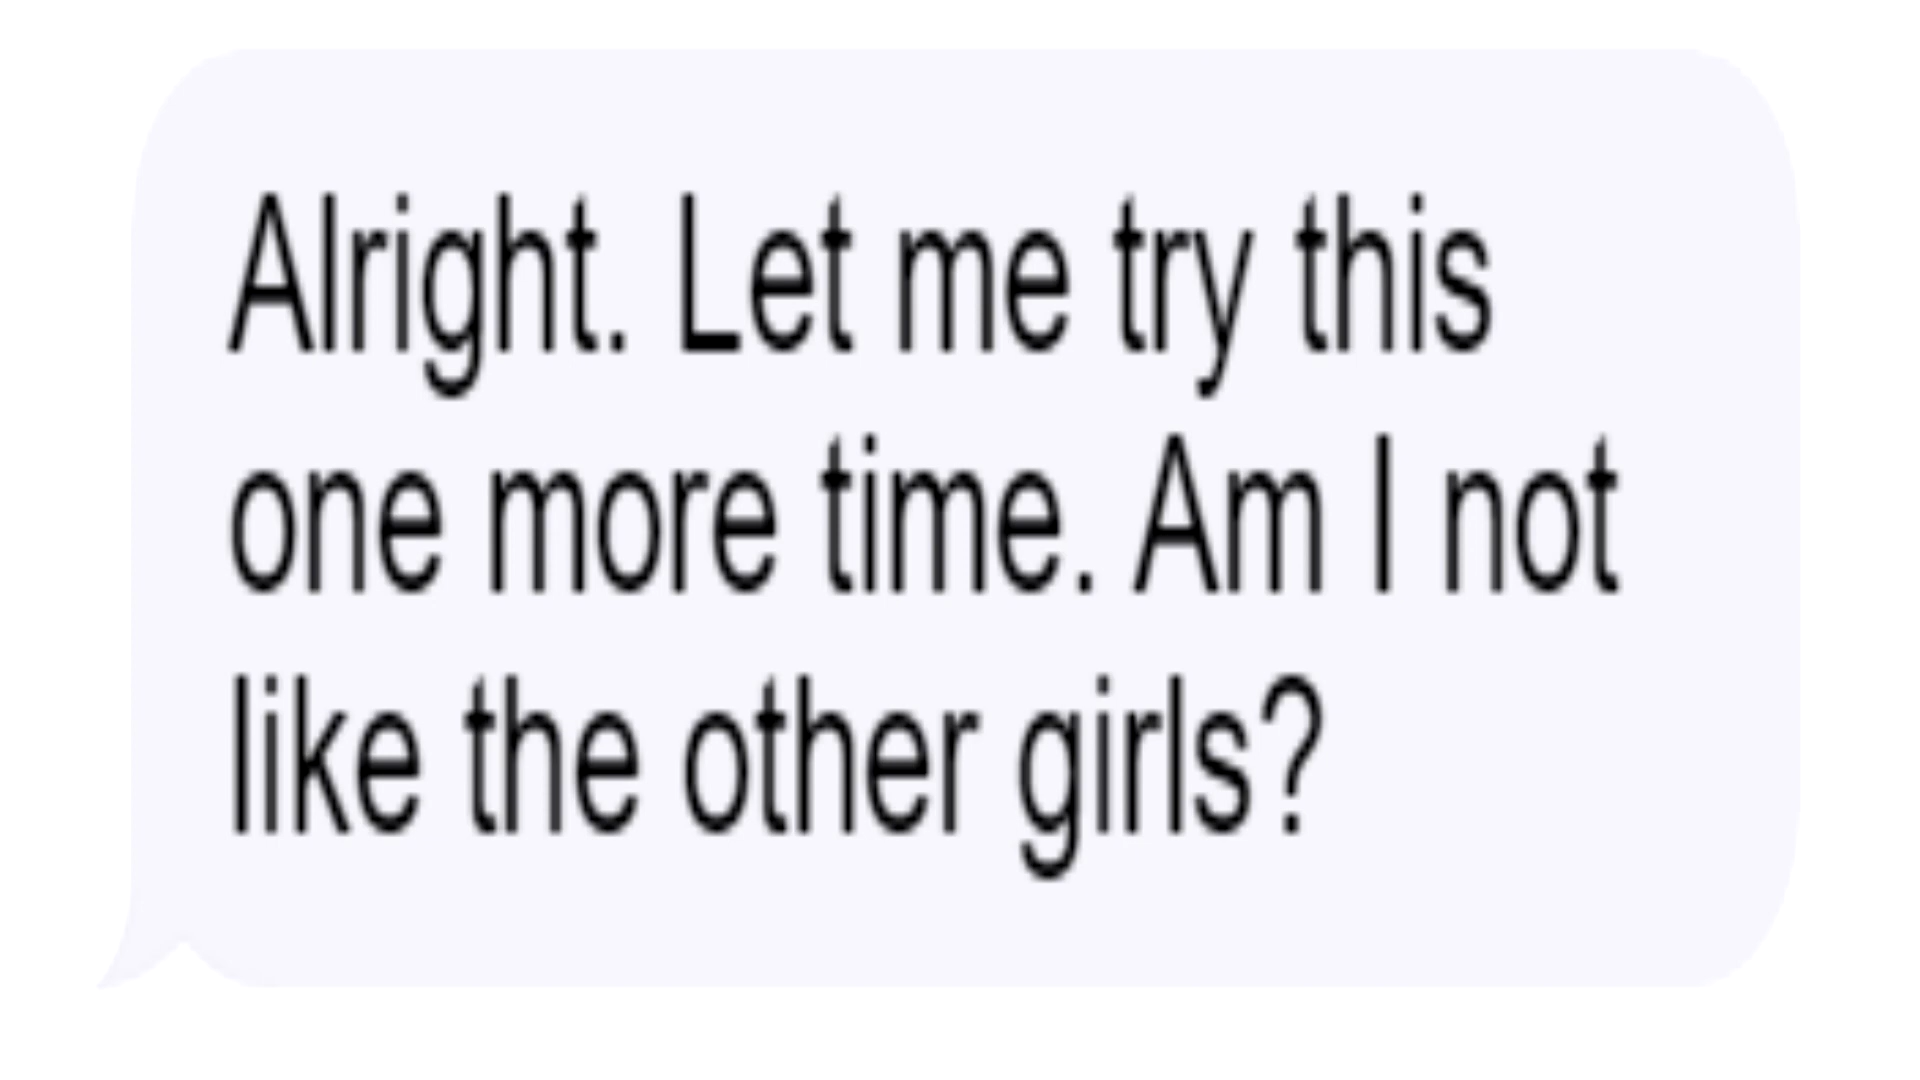 Alright. Let me try this
one more time. Am I not
like the other girls?